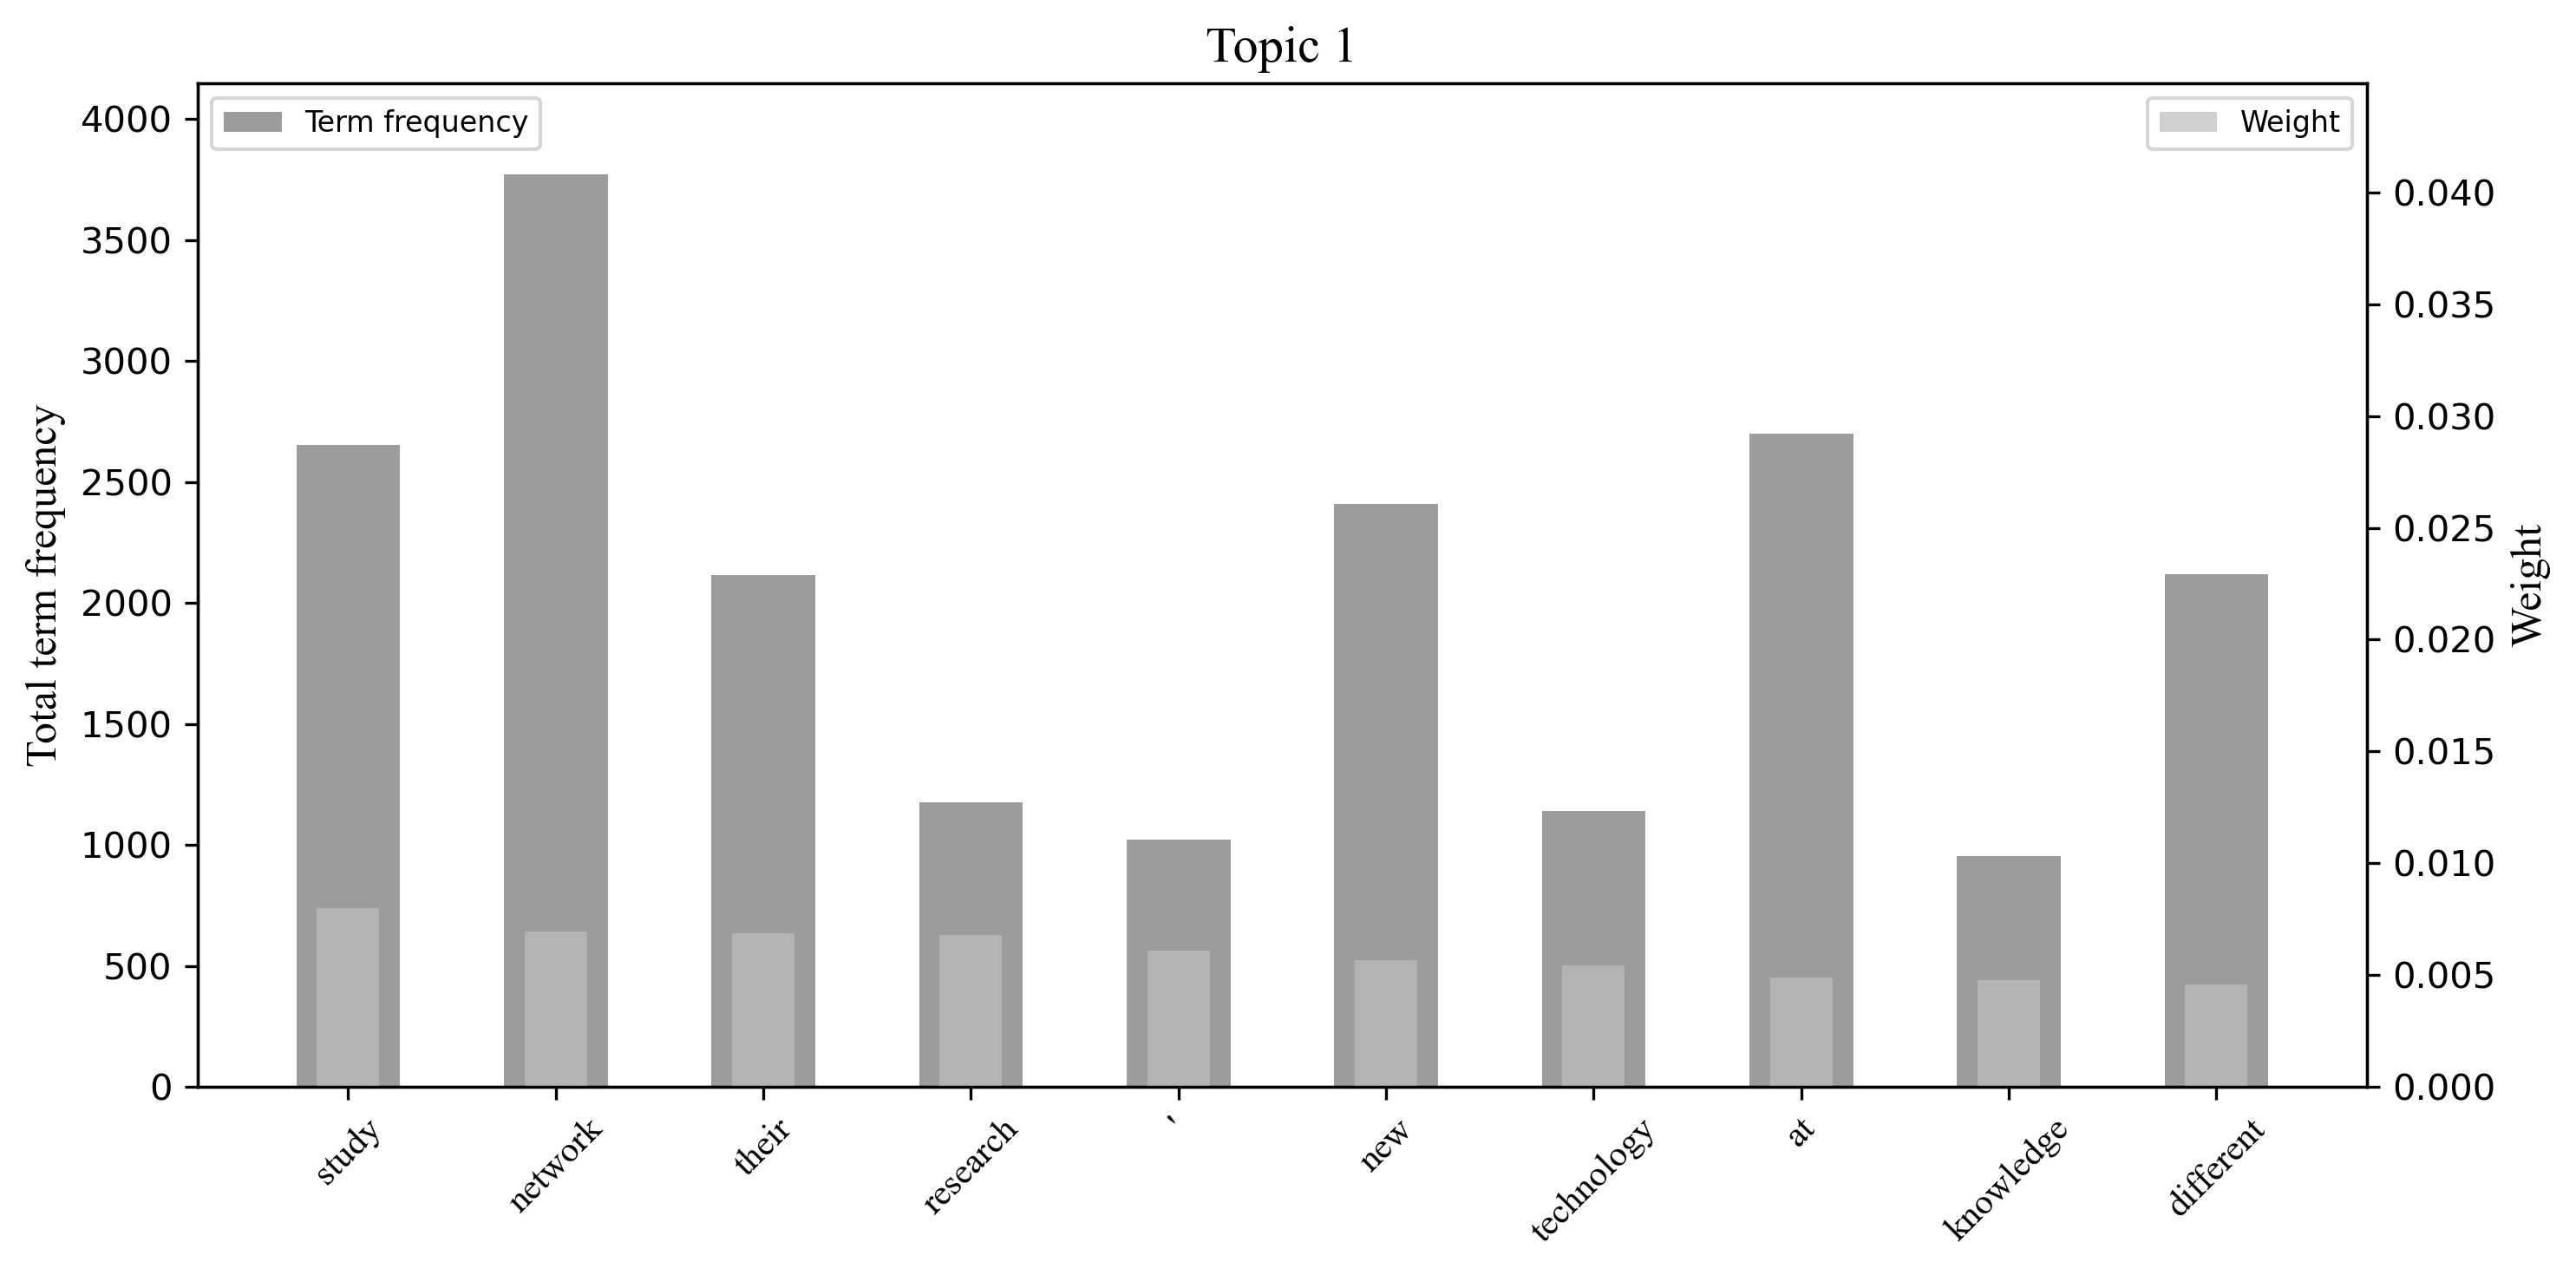 Topic 1
Term frequency
Weight
4000
3500
3000
2500
2000
1500
1000
500
0
Total term frequency
0.040
0.035
0.030
0.025
0.020
0.015
0.010
0.005
0.000
Weight
study
network
their
research
'
new
technology
at
knowledge
different